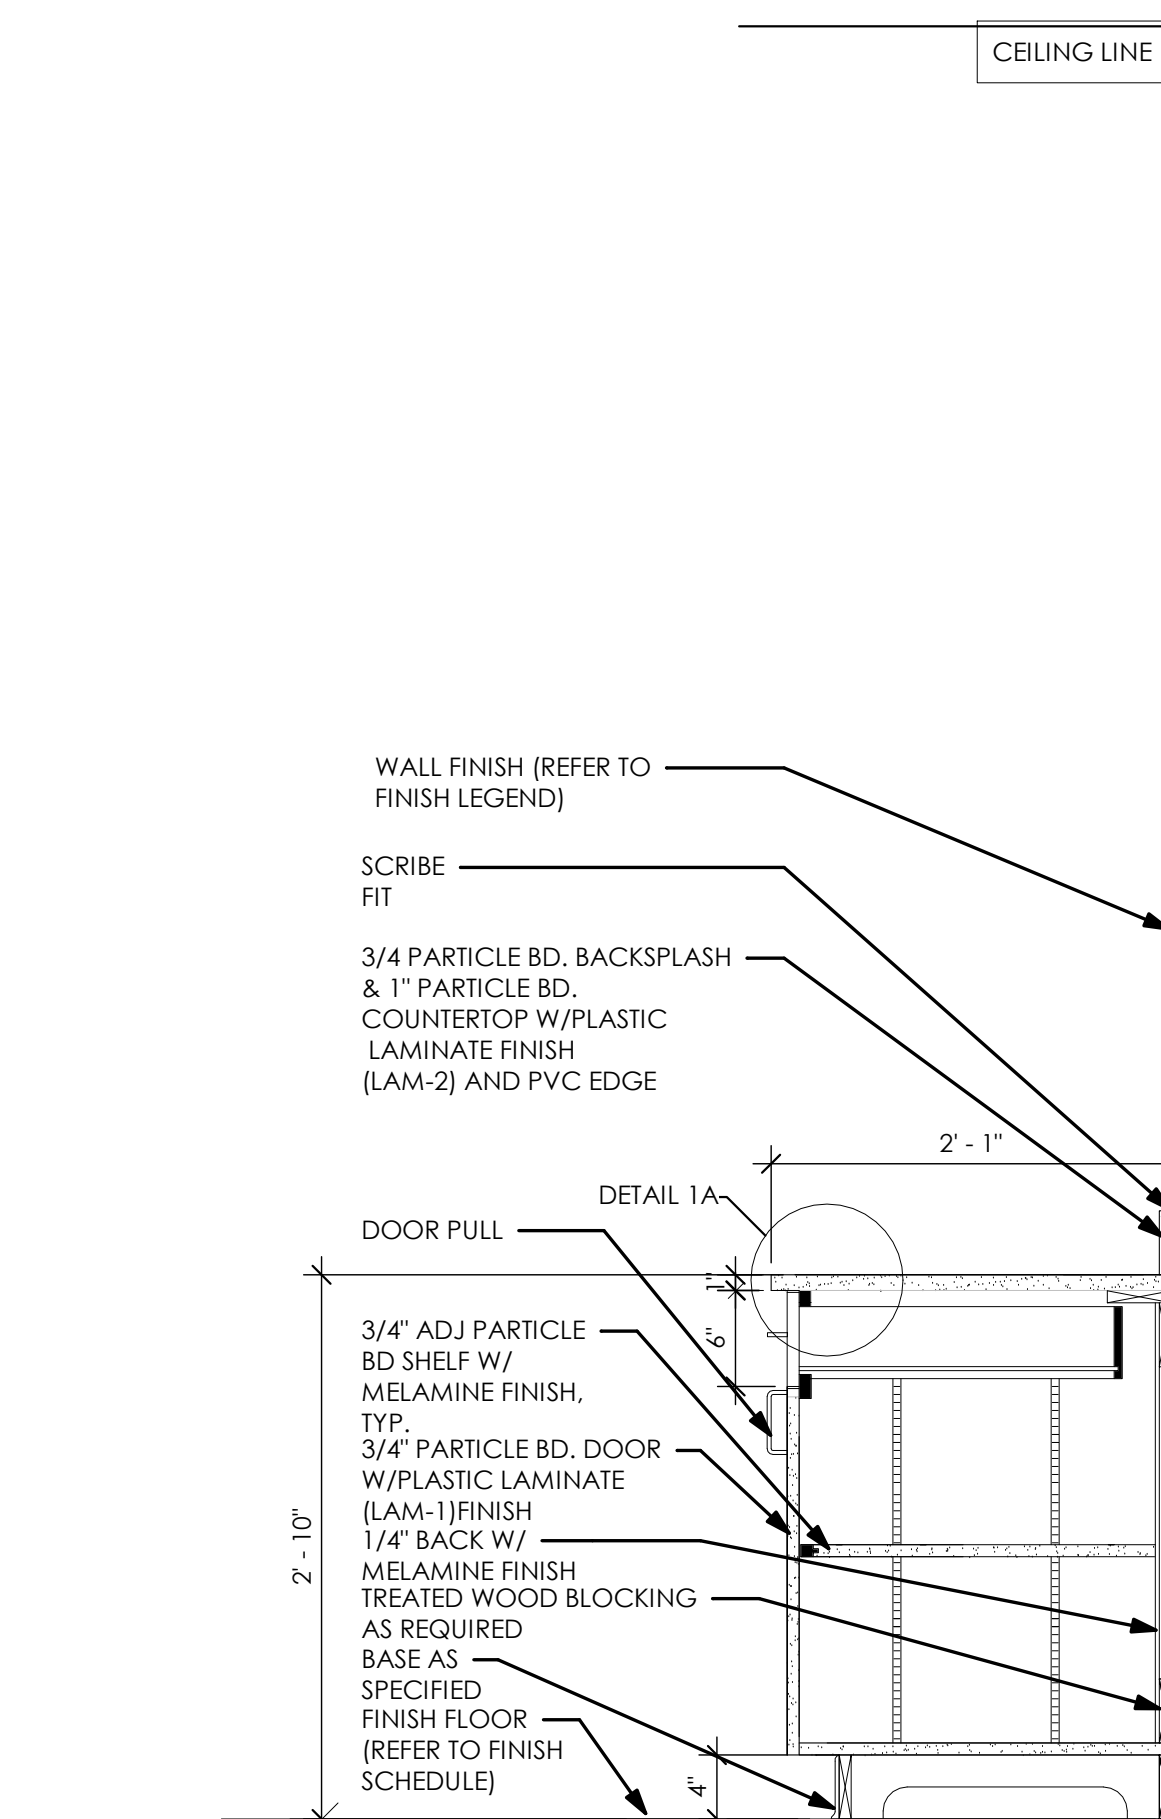 CEILING LINE
WALL FINISH (REFER TO
FINISH LEGEND)
SCRIBE
FIT
3/4 PARTICLE BD. BACKSPLASH
& 1" PARTICLE BD.
COUNTERTOP W/PLASTIC
LAMINATE FINISH
(LAM-2) AND PVC EDGE
2' - 1"
DETAIL 1A
DOOR PULL
1"
6"
3/4" ADJ PARTICLE
BD SHELF W/
MELAMINE FINISH,
TYP.
3/4" PARTICLE BD. DOOR
W/PLASTIC LAMINATE
(LAM-1)FINISH
2' - 10"
1/4" BACK W/
MELAMINE FINISH
TREATED WOOD BLOCKING
AS REQUIRED
BASE AS
SPECIFIED
FINISH FLOOR
(REFER TO FINISH
SCHEDULE)
4"